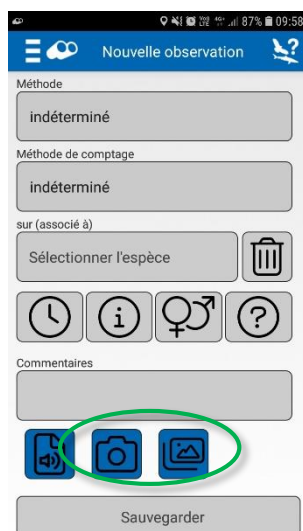 87% 09:58
Nouvelle observation
Méthode
indéterminé
Méthode de comptage
indéterminé
sur (associé à)
Sélectionner l'espèce
Commentaires
Sauvegarder